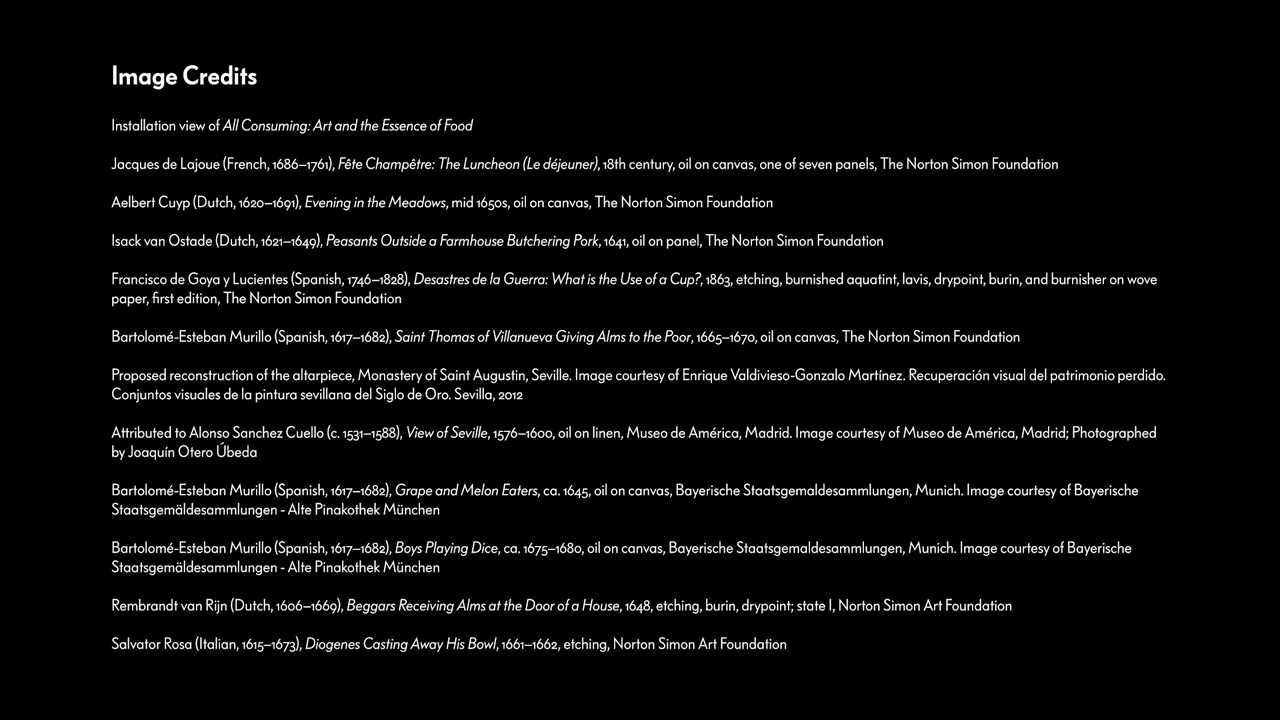 Image Credits
Installation view of All Consuming: Art and the Essence of Food
Jacques de Lajoue (French, 1686–1761), Fête Champêtre: The Luncheon (Le déjeuner), 18th century, oil on canvas, one of seven panels, The Norton Simon Foundation
Aelbert Cuyp (Dutch, 1620–1691), Evening in the Meadows, mid 1650s, oil on canvas, The Norton Simon Foundation
Isack van Ostade (Dutch, 1621–1649), Peasants Outside a Farmhouse Butchering Pork, 1641, oil on panel, The Norton Simon Foundation
Francisco de Goya y Lucientes (Spanish, 1746–1828), Desastres de la Guerra: What is the Use of a Cup?, 1863, etching, burnished aquatint, lavis, drypoint, burin, and burnisher on wove
paper, first edition, The Norton Simon Foundation
Bartolomé-Esteban Murillo (Spanish, 1617–1682), Saint Thomas of Villanueva Giving Alms to the Poor, 1665–1670, oil on canvas, The Norton Simon Foundation
Proposed reconstruction of the altarpiece, Monastery of Saint Augustin, Seville. Image courtesy of Enrique Valdivieso-Gonzalo Martínez. Recuperación visual del patrimonio perdido.
Conjuntos visuales de la pintura sevillana del Siglo de Oro. Sevilla, 2012
Attributed to Alonso Sanchez Cuello (c. 1531–1588), View of Seville, 1576–1600, oil on linen, Museo de América, Madrid. Image courtesy of Museo de América, Madrid; Photographed
by Joaquín Otero Úbeda
Bartolomé-Esteban Murillo (Spanish, 1617–1682), Grape and Melon Eaters, ca. 1645, oil on canvas, Bayerische Staatsgemaldesammlungen, Munich. Image courtesy of Bayerische
Staatsgemäldesammlungen - Alte Pinakothek München
Bartolomé-Esteban Murillo (Spanish, 1617–1682), Boys Playing Dice, ca. 1675–1680, oil on canvas, Bayerische Staatsgemaldesammlungen, Munich. Image courtesy of Bayerische
Staatsgemäldesammlungen - Alte Pinakothek München
Rembrandt van Rijn (Dutch, 1606–1669), Beggars Receiving Alms at the Door of a House, 1648, etching, burin, drypoint; state I, Norton Simon Art Foundation
Salvator Rosa (Italian, 1615–1673), Diogenes Casting Away His Bowl, 1661–1662, etching, Norton Simon Art Foundation